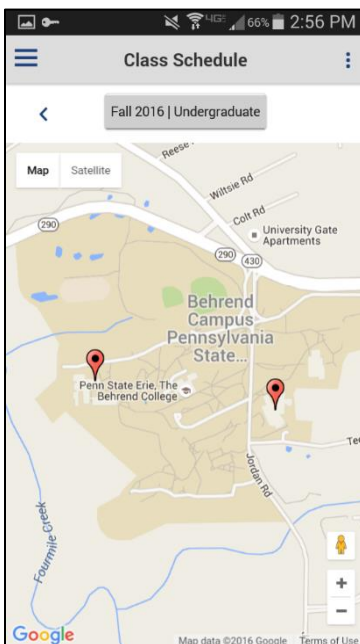 4G 66% 2:56 PM
Class Schedule
Fall 2016 | Undergraduate
Reese
Map Satellite
Wiltsie Rd
Colt Rd
290
University Gate
Apartments
290 430
Behrend
Campus
Pennsylvania
State...
Penn State Erie, The
Behrend College
Jordan Rd
Fourmile Creek
+
−
Google
Map data ©2016 Google Terms of Use